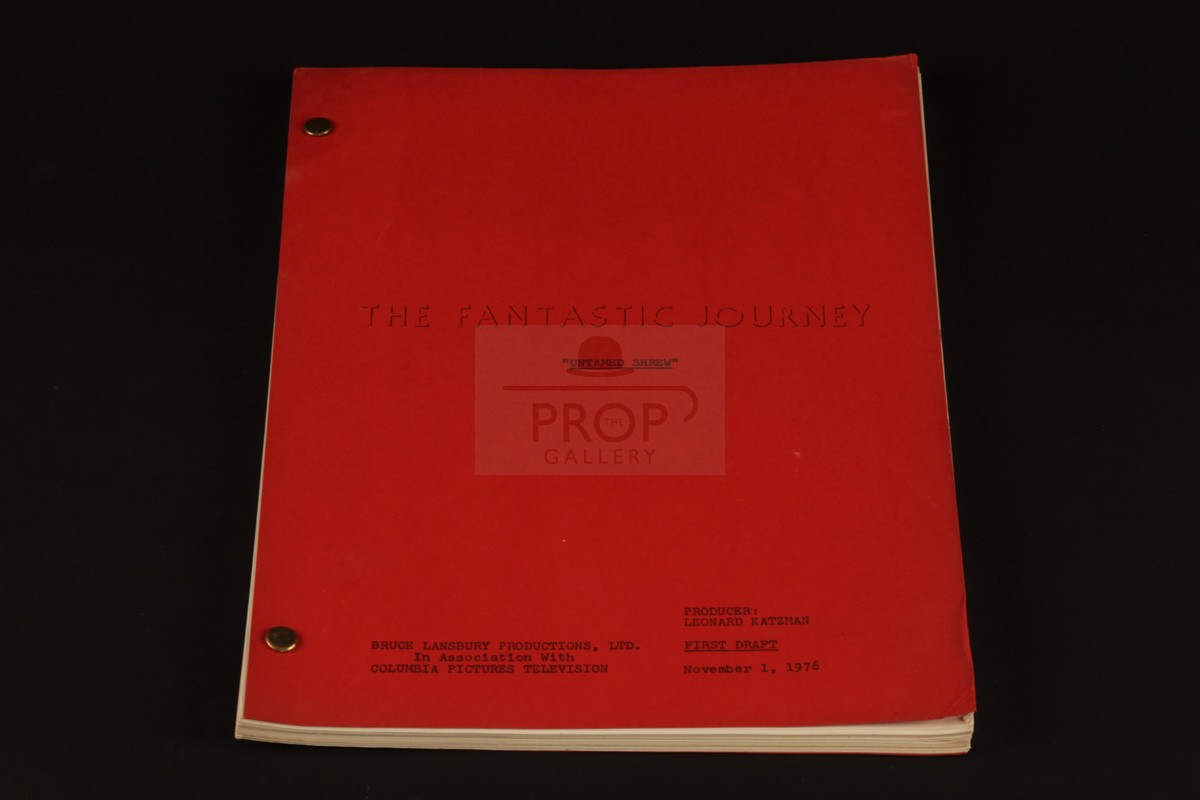 THE FANTASTIC JOURNEY
"UNTAMED SHREW"
THE
PROP
GALLERY
PRODUCER:
LEONARD KATZMAN
BRUCE LANSBURY PRODUCTIONS, LTD.
In Association With
COLUMBIA PICTURES TELEVISION
FIRST DRAFT
November 1, 1976